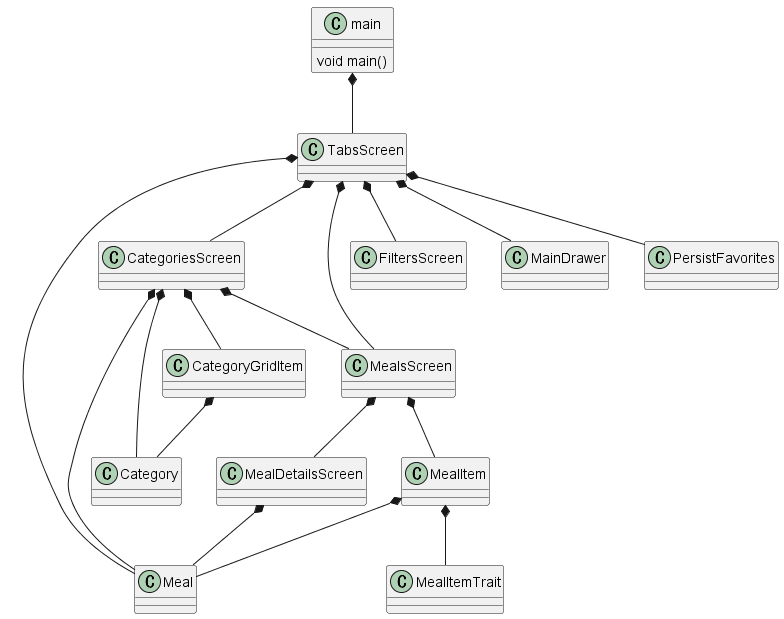 C main
void main()
C TabsScreen
C CategoriesScreen
C FiltersScreen
C MainDrawer
C PersistFavorites
C CategoryGridItem
C MealsScreen
C Category
C MealDetailsScreen
C MealItem
C Meal
C MealItemTrait